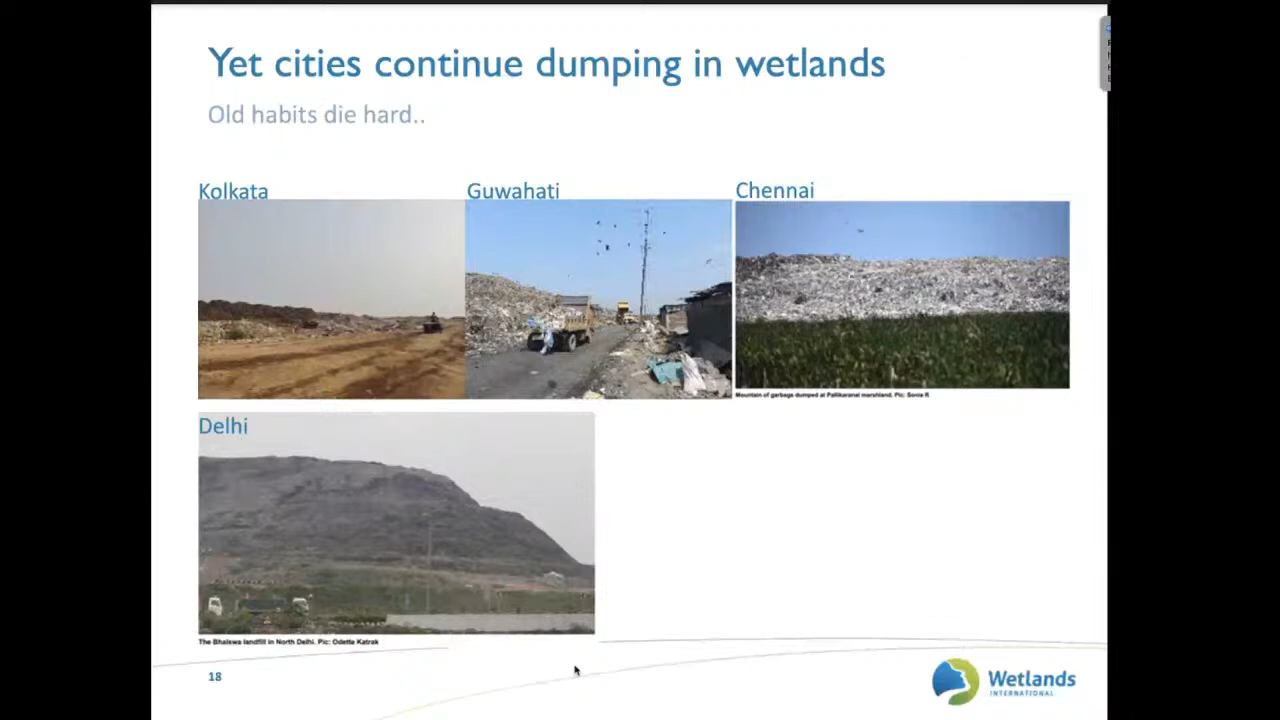 Yet cities continue dumping in wetlands
Old habits die hard..
Kolkata
Guwahati
Chennai
Mountain of garbage dumped at Pallikaranai marshland. Pic: Sonia R
Delhi
The Bhalswa landfill in North Delhi. Pic: Odette Katrak
18
Wetlands
INTERNATIONAL